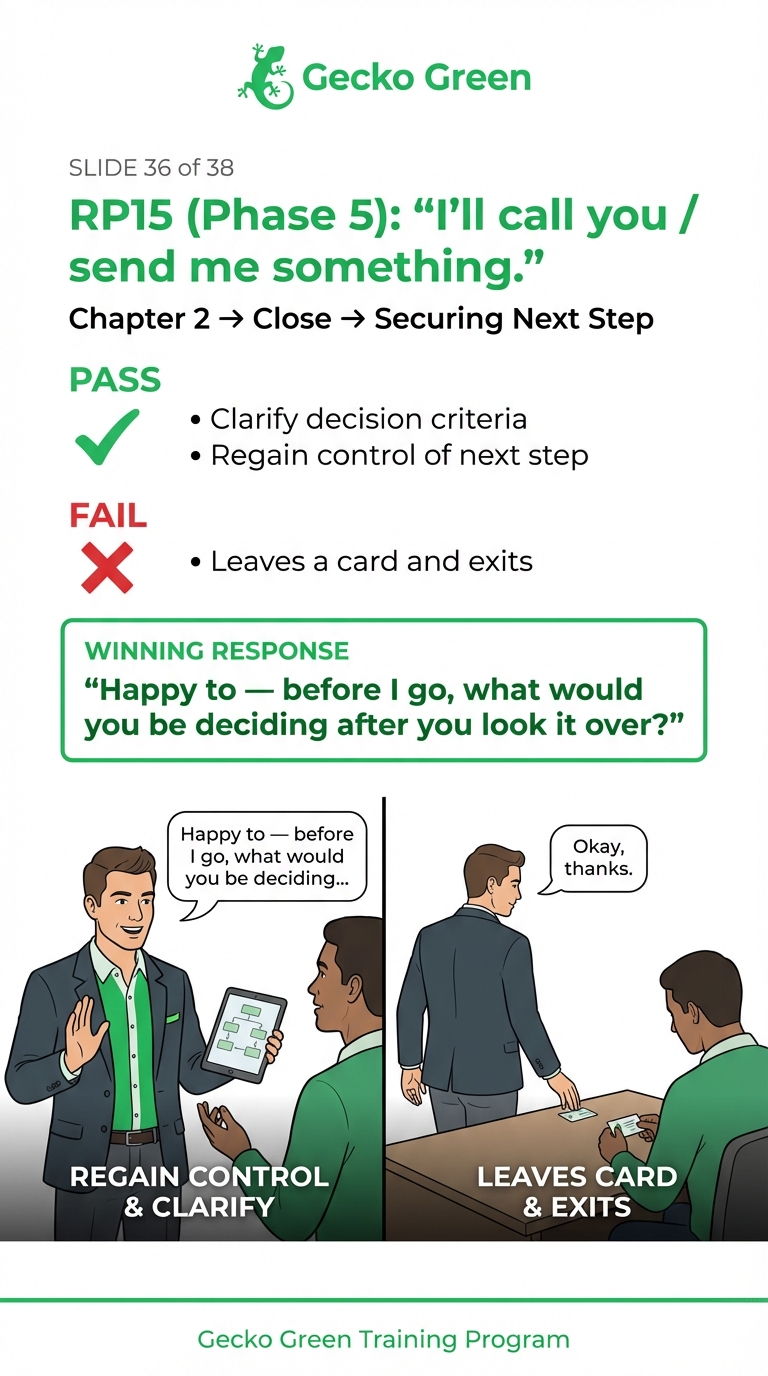 Gecko Green
SLIDE 36 of 38
RP15 (Phase 5): “I’ll call you /
send me something.”
Chapter 2 → Close → Securing Next Step
PASS
• Clarify decision criteria
• Regain control of next step
FAIL
• Leaves a card and exits
WINNING RESPONSE
“Happy to — before I go, what would
you be deciding after you look it over?”
Happy to — before
I go, what would
you be deciding...
Okay,
thanks.
REGAIN CONTROL
& CLARIFY
LEAVES CARD
& EXITS
Gecko Green Training Program